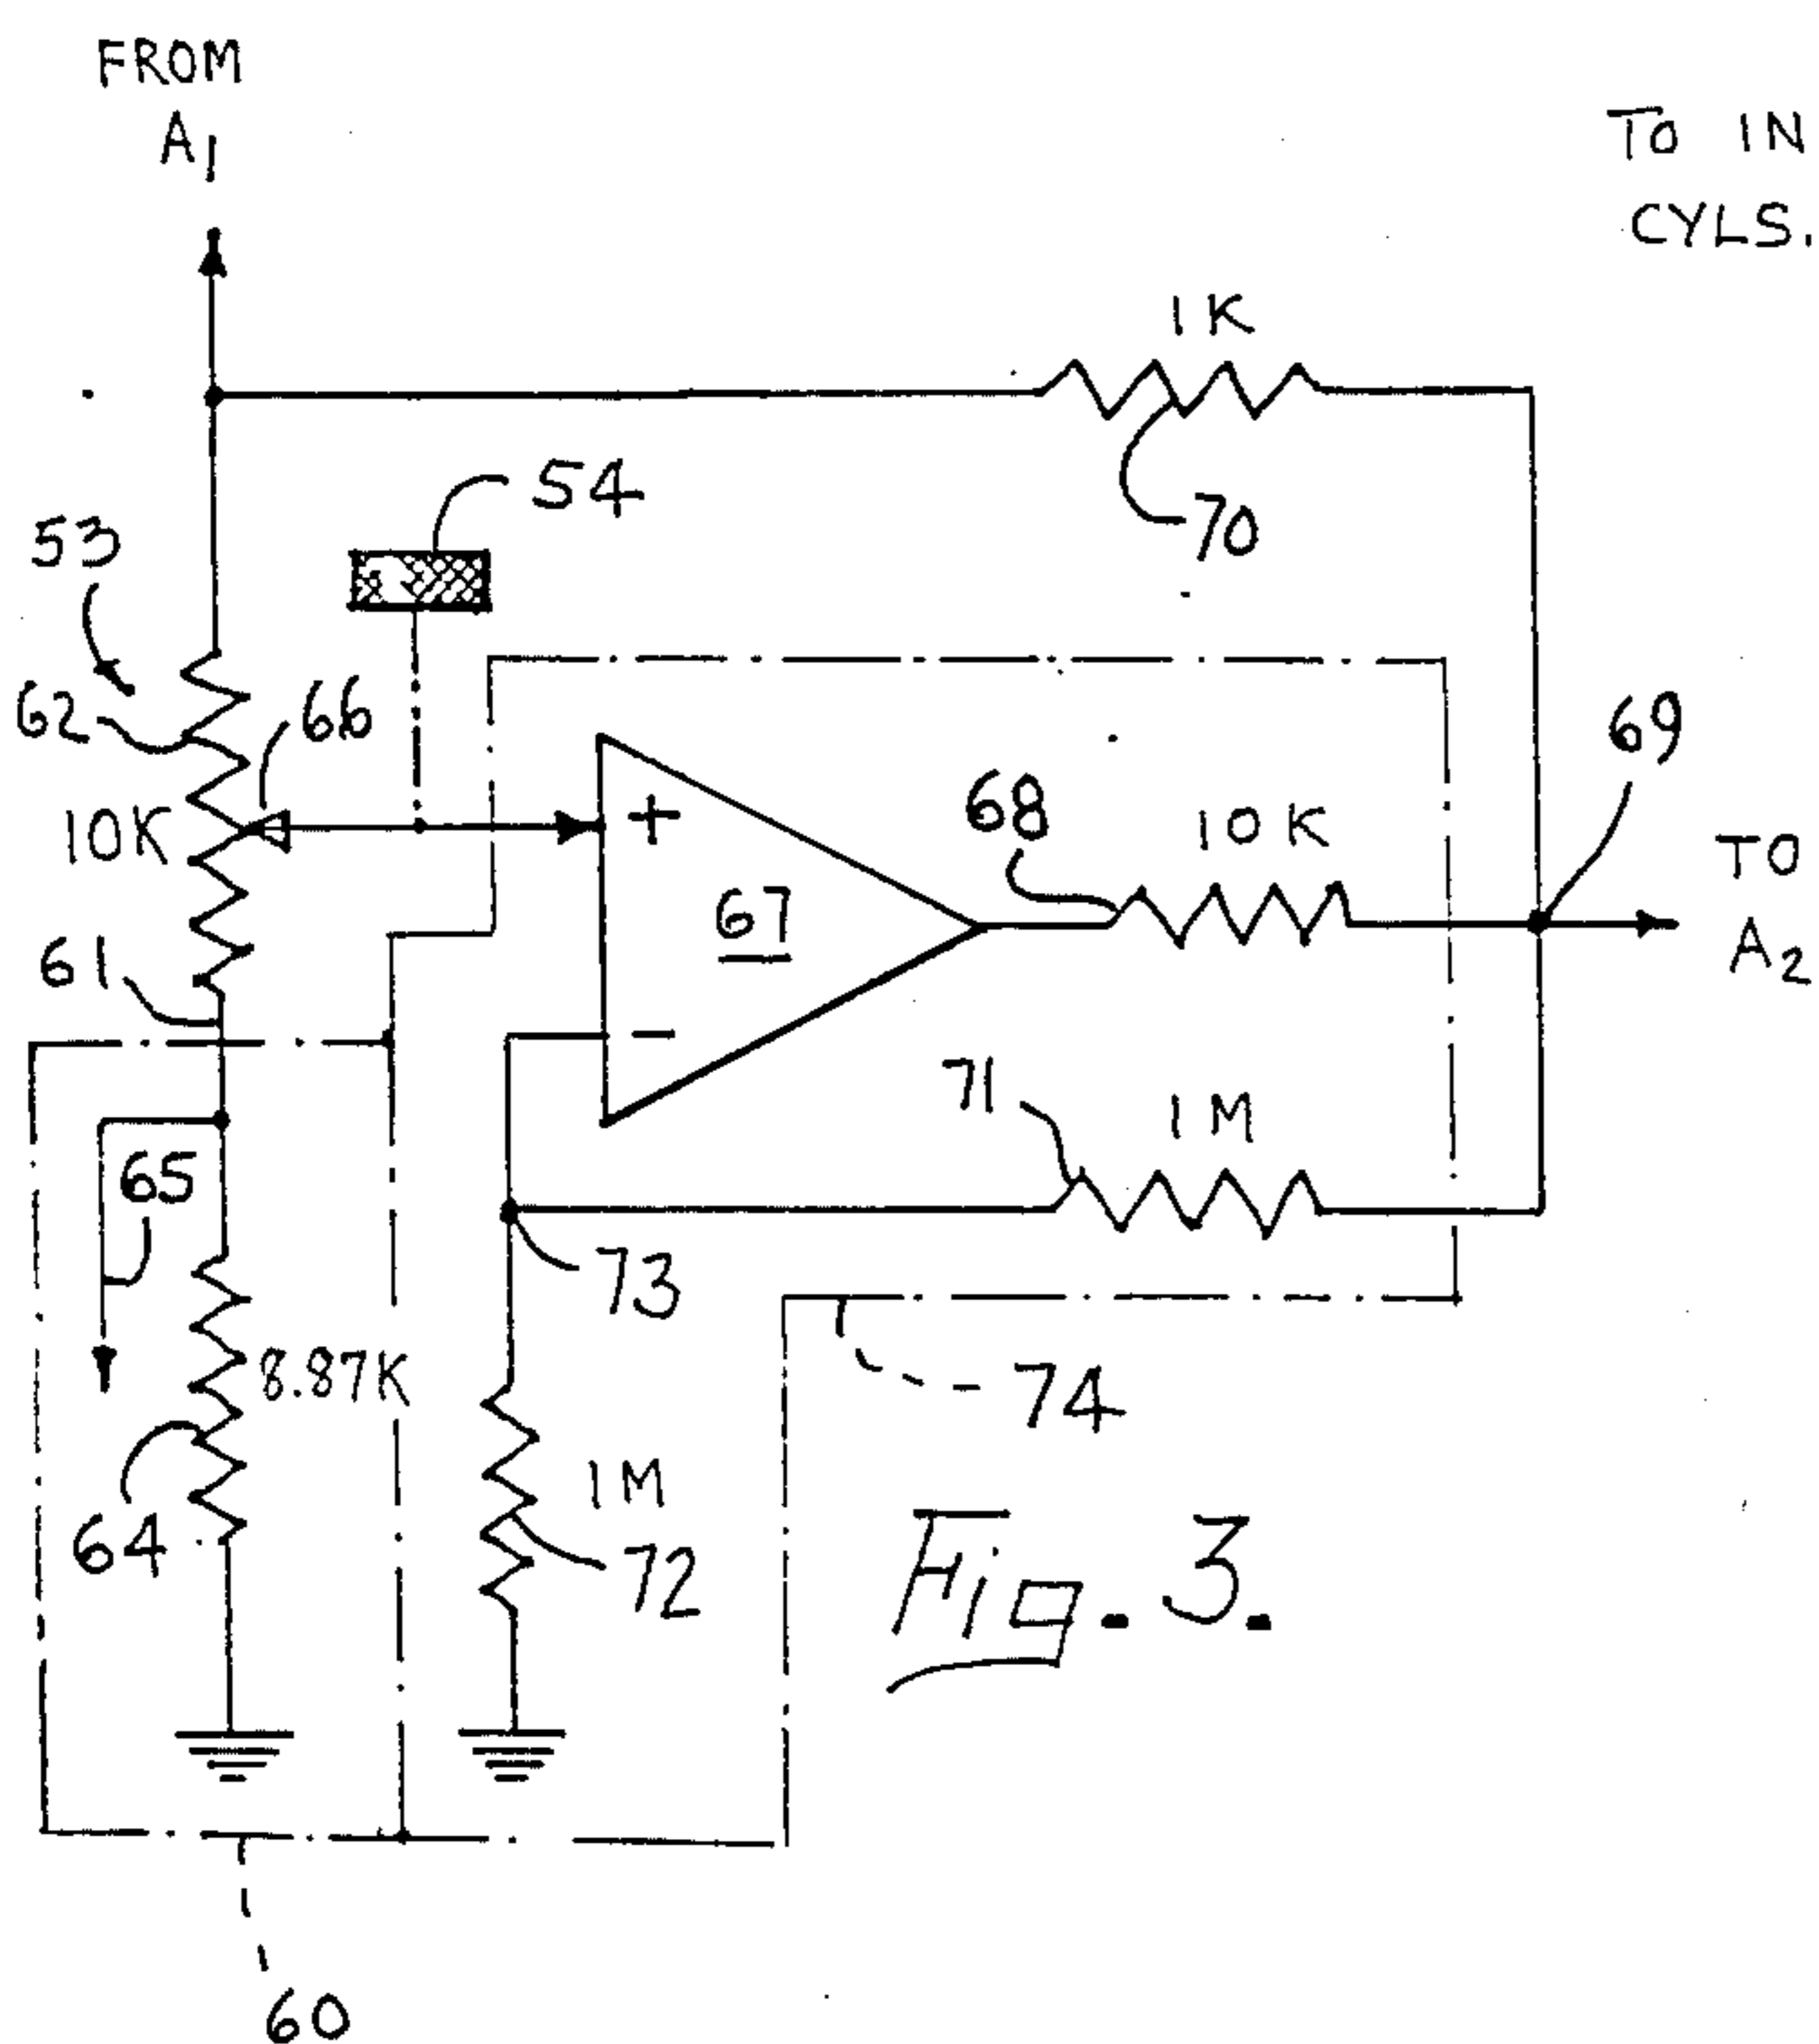 FROM
A1
TO IN
CYLS.
1K
54
70
53
62
66
69
68
10K
10K
TO
A2
67
61
+
-
71
1M
65
73
8.87K
74
1M
64
72
Fig. 3.
60